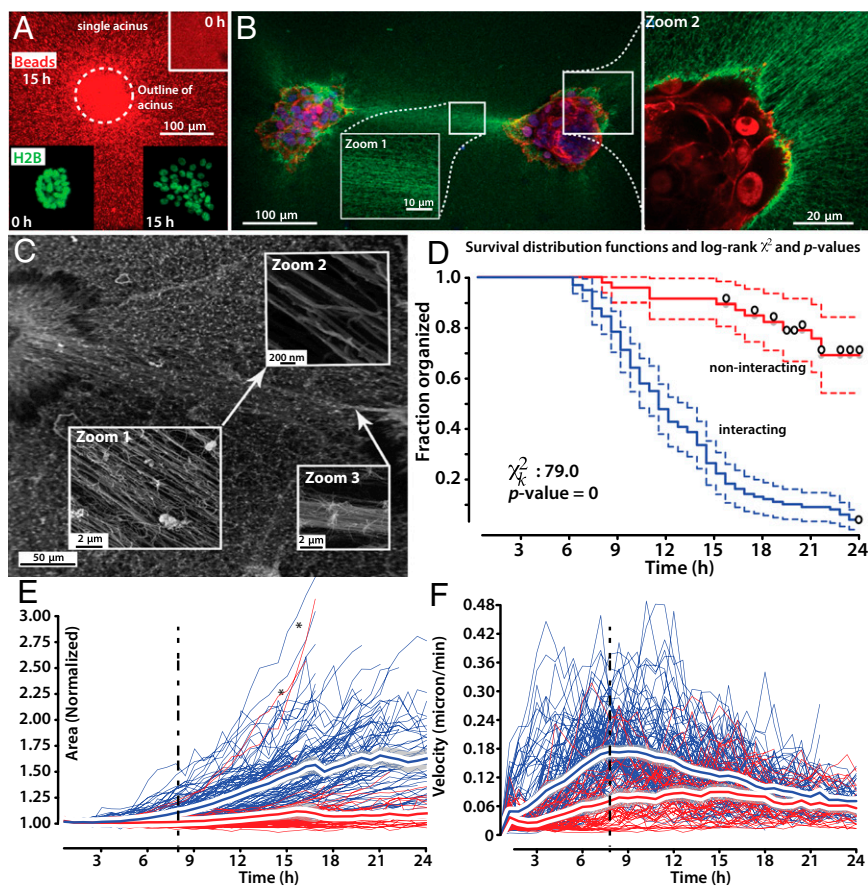 A
single acinus
0 h
Beads
15 h
Outline of
acinus
100 µm
H2B
0 h
15 h
B
Zoom 1
10 µm
100 µm
Zoom 2
20 µm
C
Zoom 2
200 nm
Zoom 1
2 µm
Zoom 3
2 µm
50 µm
Survival distribution functions and log-rank χ² and p-values
D
Fraction organized
1.0
0.8
0.6
0.4
0.2
non-interacting
interacting
χ²k : 79.0
p-value = 0
3 6 9 12 15 18 21 24
Time (h)
E
Area (Normalized)
3.00
2.75
2.50
2.25
2.00
1.75
1.50
1.25
1.00
*
*
3 6 9 12 15 18 21 24
Time (h)
F
Velocity (micron/min)
0.48
0.42
0.36
0.30
0.24
0.18
0.12
0.06
0
3 6 9 12 15 18 21 24
Time (h)